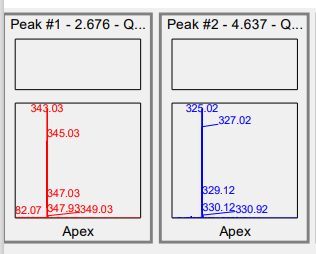 Peak #1 - 2.676 - Q...
343.03
345.03
347.03
82.07
347.93
349.03
Apex
Peak #2 - 4.637 - Q...
325.02
327.02
329.12
330.12
330.92
Apex